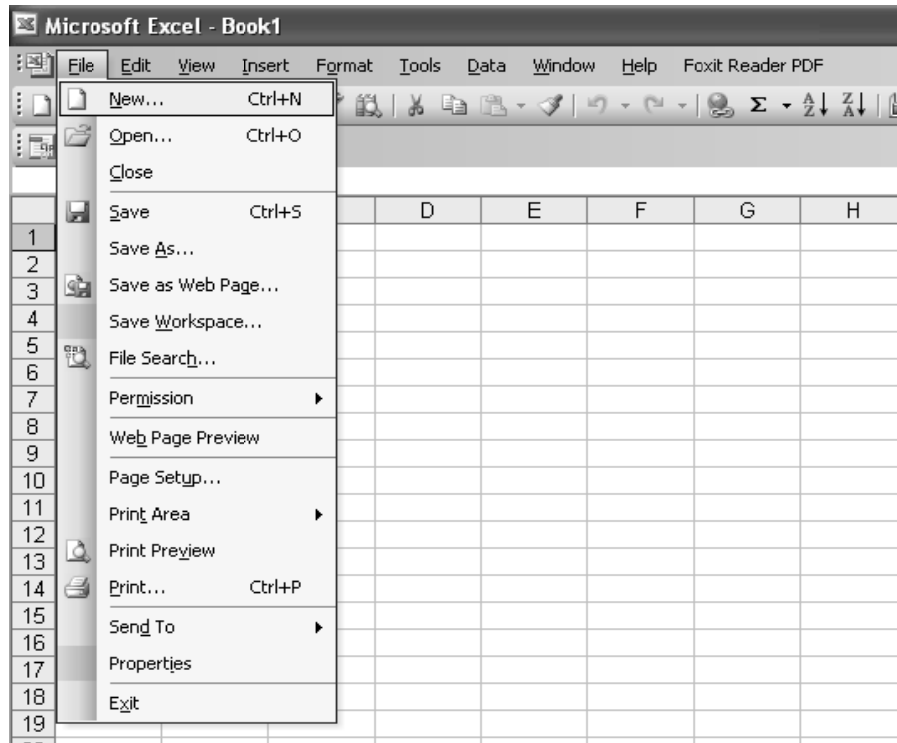 Microsoft Excel - Book1
File Edit View Insert Format Tools Data Window Help Foxit Reader PDF
New... Ctrl+N
Open... Ctrl+O
Close
Save Ctrl+S
Save As...
Save as Web Page...
Save Workspace...
File Search...
Permission
Web Page Preview
Page Setup...
Print Area
Print Preview
Print... Ctrl+P
Send To
Properties
Exit
D E F G H
1
2
3
4
5
6
7
8
9
10
11
12
13
14
15
16
17
18
19